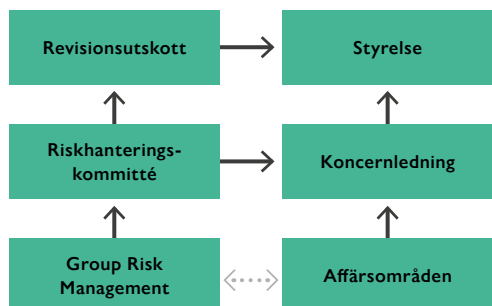 Revisionsutskott
Styrelse
Riskhanterings-
kommitté
Koncernledning
Group Risk
Management
Affärsområden